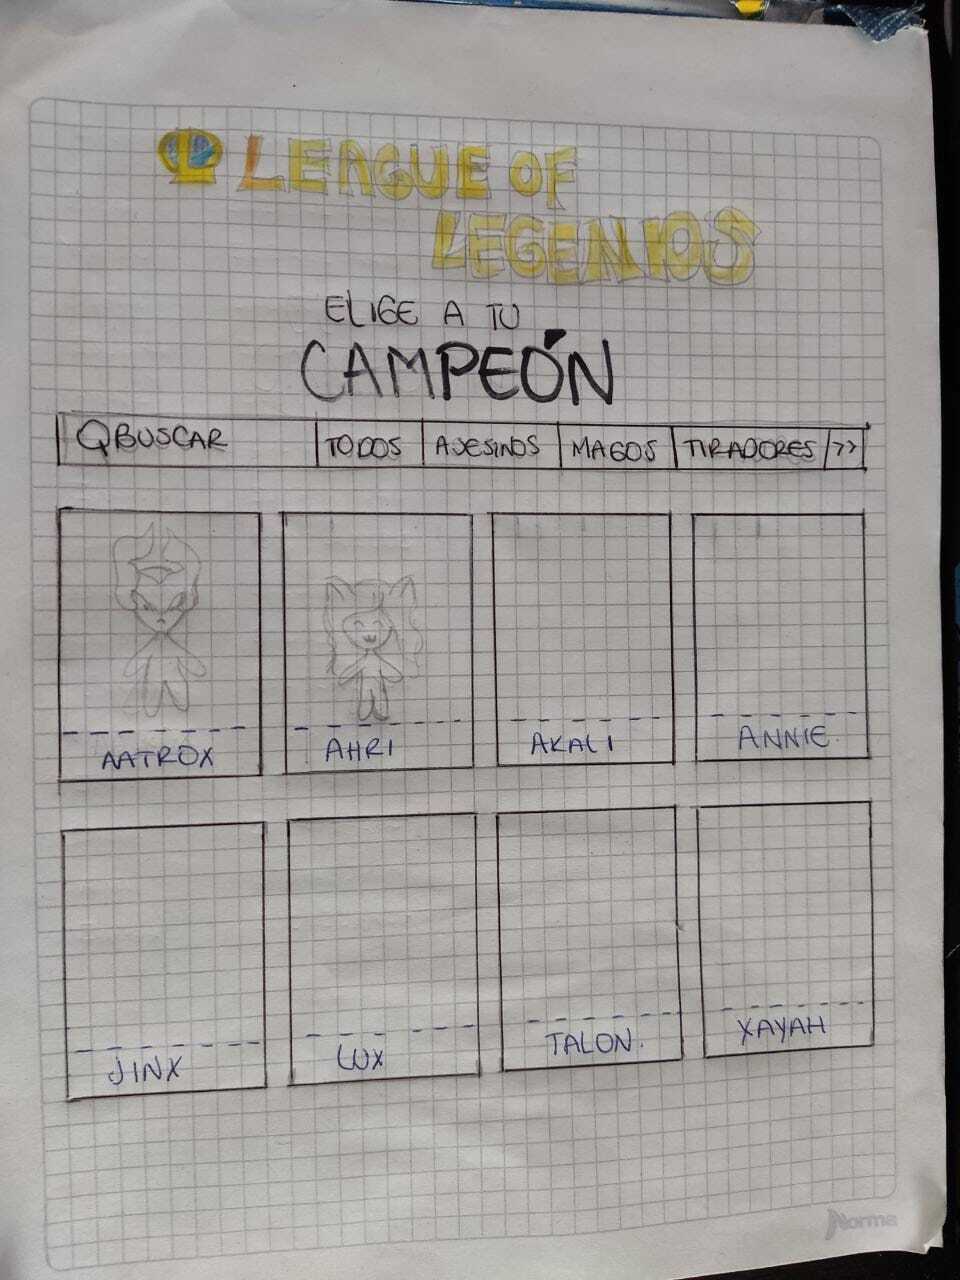 LEAGUE OF
LEGENDS
ELIGE A TU
CAMPEÓN
BUSCAR TODOS ASESINOS MAGOS TIRADORES >>
AATROX AHRI AKALI ANNIE.
JINX LUX TALON. XAYAH
Norma